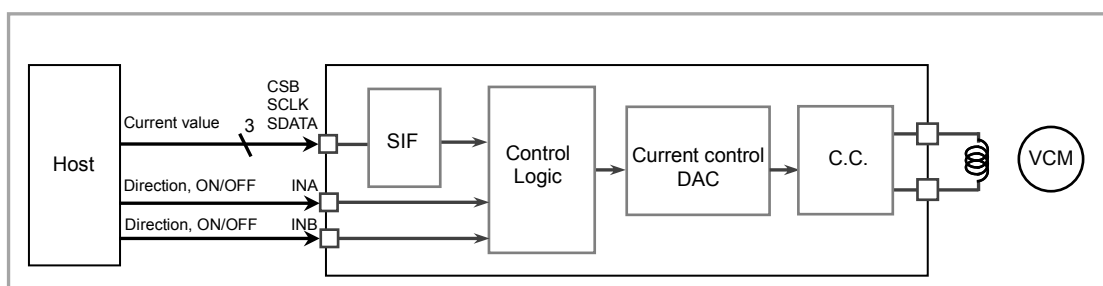 Host
Current value
3
CSB
SCLK
SDATA
Direction, ON/OFF
INA
Direction, ON/OFF
INB
SIF
Control
Logic
Current control
DAC
C.C.
VCM